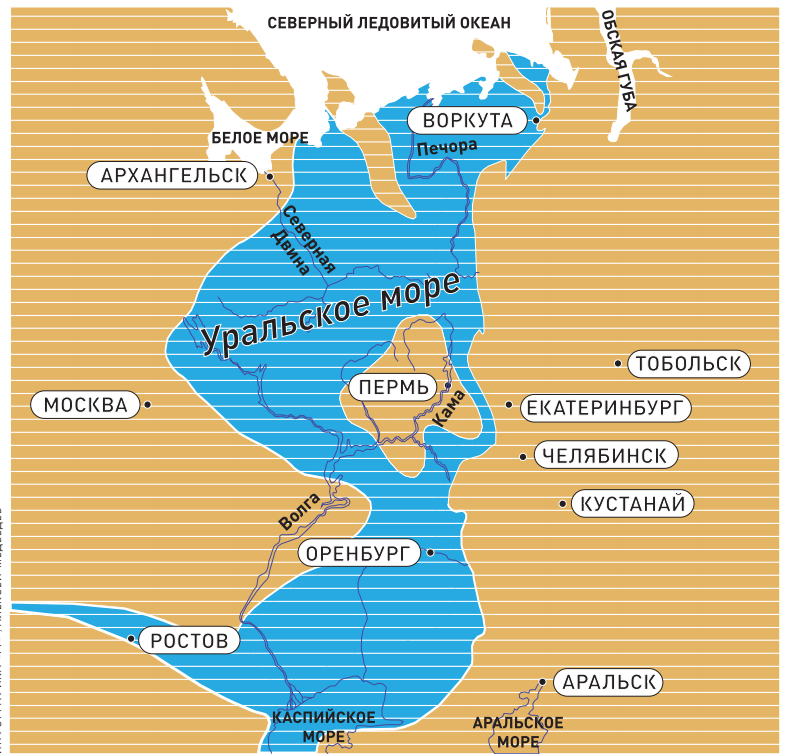 СЕВЕРНЫЙ ЛЕДОВИТЫЙ ОКЕАН
ОБСКАЯ ГУБА
ВОРКУТА
БЕЛОЕ МОРЕ
Печора
АРХАНГЕЛЬСК
Северная
Двина
Уральское море
ТОБОЛЬСК
ПЕРМЬ
МОСКВА
Кама
ЕКАТЕРИНБУРГ
ЧЕЛЯБИНСК
Волга
КУСТАНАЙ
ОРЕНБУРГ
РОСТОВ
АРАЛЬСК
КАСПИЙСКОЕ
МОРЕ
АРАЛЬСКОЕ
МОРЕ